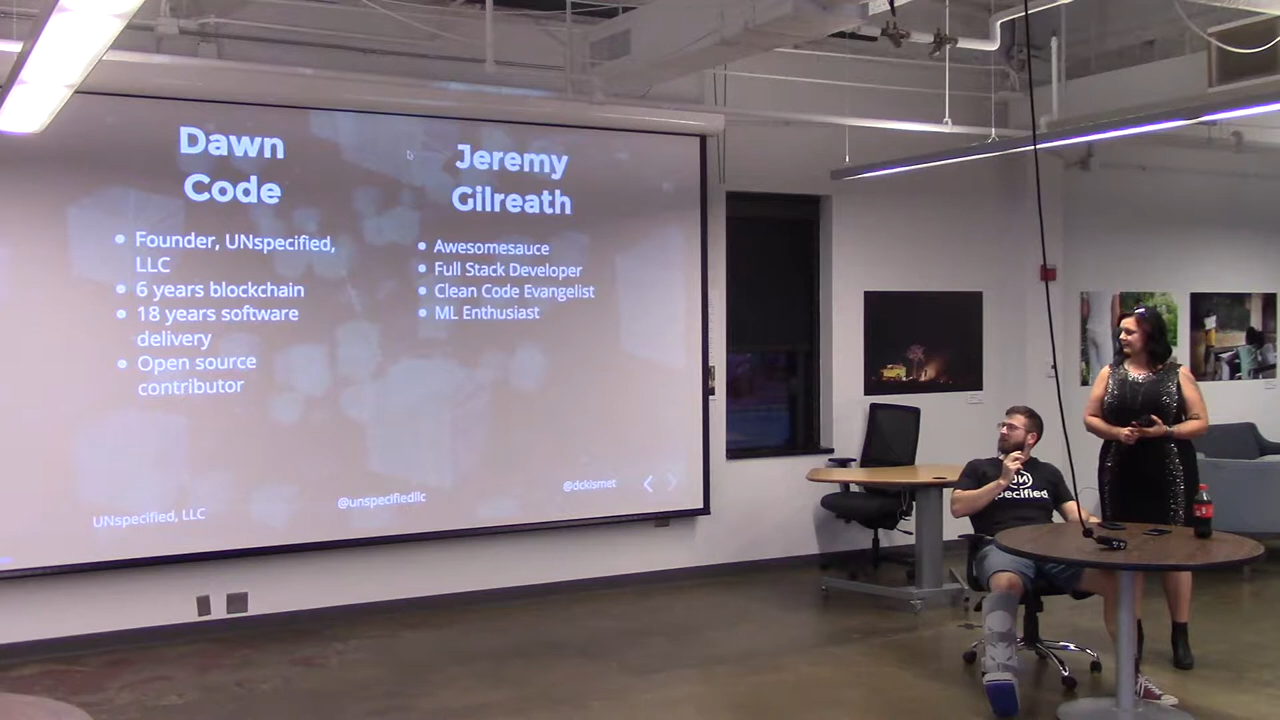 Dawn
Code
• Founder, UNspecified,
LLC
• 6 years blockchain
• 18 years software
delivery
• Open source
contributor
Jeremy
Gilreath
• Awesomesauce
• Full Stack Developer
• Clean Code Evangelist
• ML Enthusiast
UNspecified, LLC
@unspecifiedllc
@dckismet
UN
specified